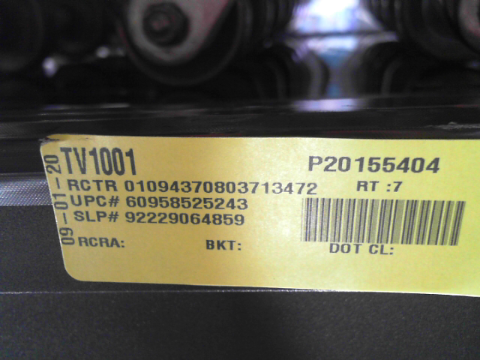 09-01-20
TV1001 P20155404
RCTR 01094370803713472 RT :7
UPC# 60958525243
SLP# 92229064859
RCRA: BKT: DOT CL: